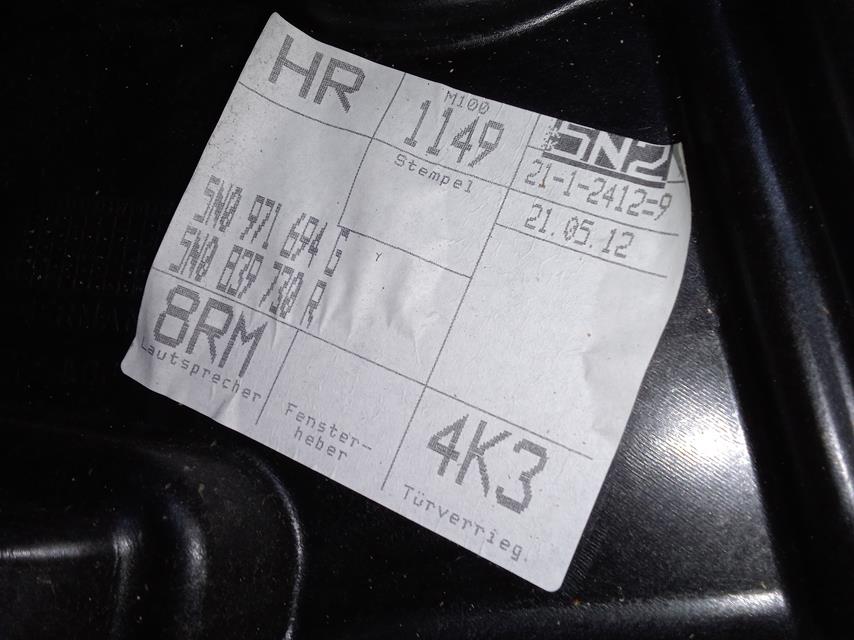 HR
M100
1149
Stempel
5N2
21-1-2412=9
21.05.12
5N0 971 694 G
5N0 839 730 R
8RM
Lautsprecher
Fenster-
heber
4K3
Türverrieg.